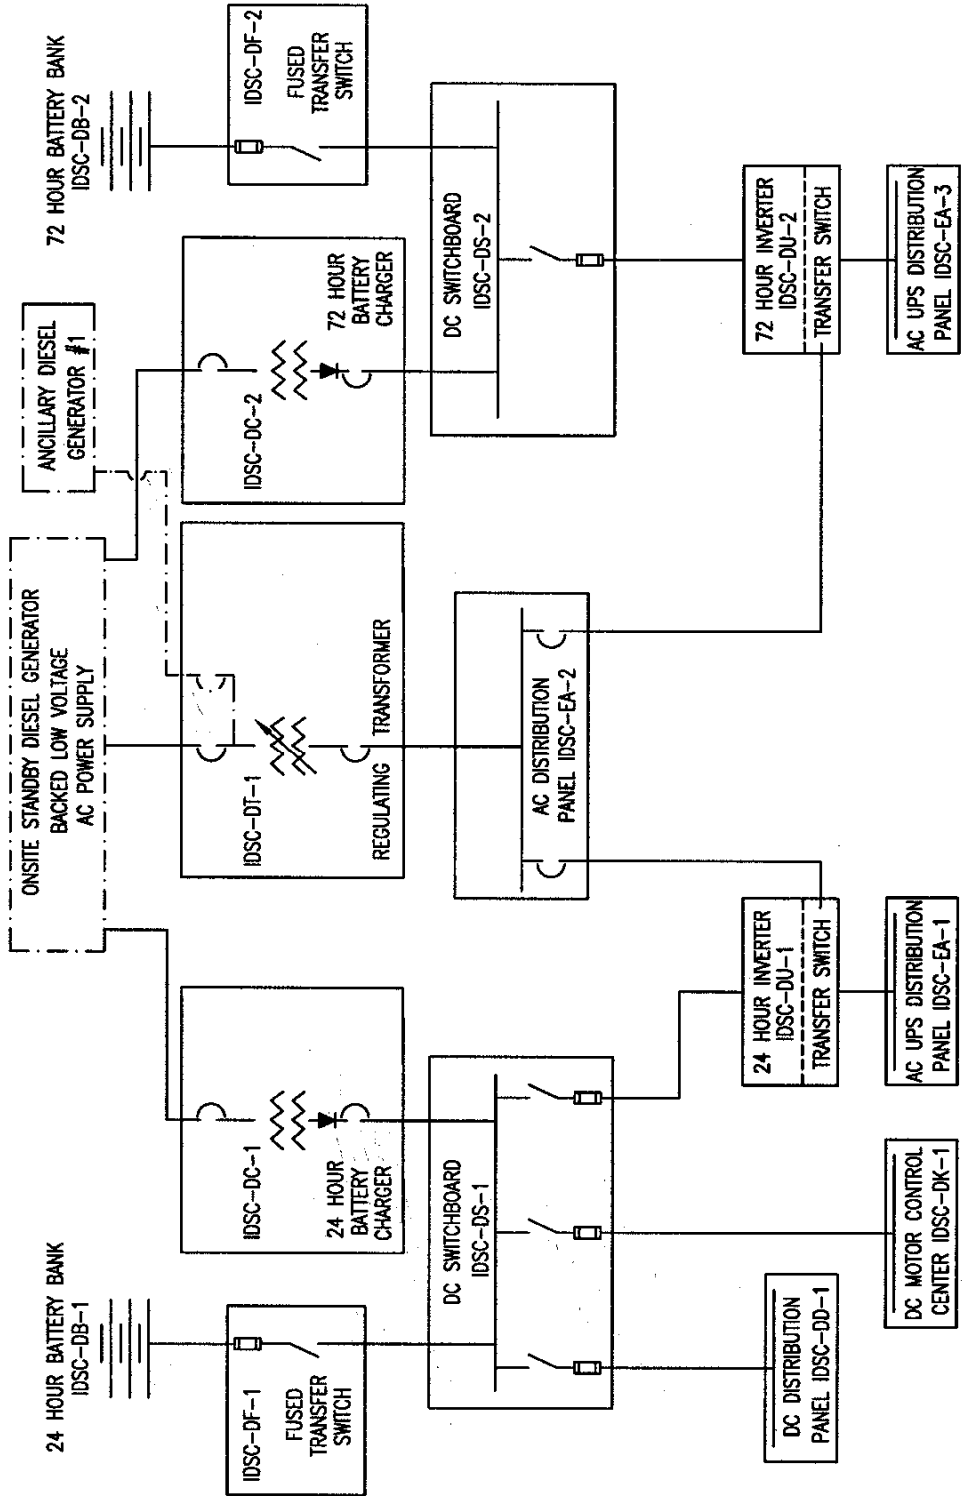 24 HOUR BATTERY BANK
IDSC-DB-1
ONSITE STANDBY DIESEL GENERATOR
BACKED LOW VOLTAGE
AC POWER SUPPLY
ANCILLARY DIESEL
GENERATOR #1
72 HOUR BATTERY BANK
IDSC-DB-2
IDSC-DF-1
FUSED
TRANSFER
SWITCH
IDSC-DC-1
24 HOUR
BATTERY
CHARGER
IDSC-DT-1
REGULATING TRANSFORMER
IDSC-DC-2
72 HOUR
BATTERY
CHARGER
IDSC-DF-2
FUSED
TRANSFER
SWITCH
DC SWITCHBOARD
IDSC-DS-1
AC DISTRIBUTION
PANEL IDSC-EA-2
DC SWITCHBOARD
IDSC-DS-2
24 HOUR INVERTER
IDSC-DU-1
TRANSFER SWITCH
72 HOUR INVERTER
IDSC-DU-2
TRANSFER SWITCH
DC DISTRIBUTION
PANEL IDSC-DD-1
DC MOTOR CONTROL
CENTER IDSC-DK-1
AC UPS DISTRIBUTION
PANEL IDSC-EA-1
AC UPS DISTRIBUTION
PANEL IDSC-EA-3